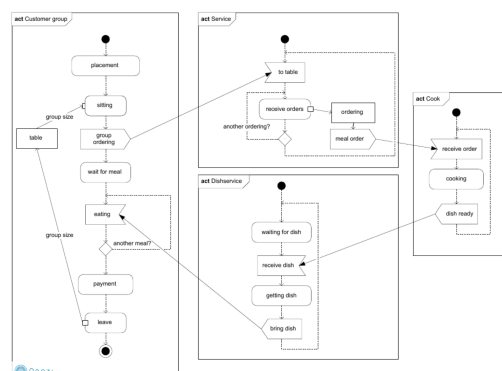 act Customer group
placement
sitting
group size
table
group
ordering
wait for meal
eating
another meal?
group size
payment
leave
act Service
to table
receive orders
ordering
another ordering?
meal order
act Dishservice
waiting for dish
receive dish
getting dish
bring dish
act Cook
receive order
cooking
dish ready